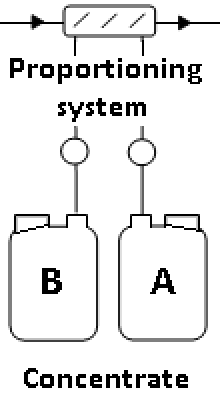 Proportioning
system
B A
Concentrate